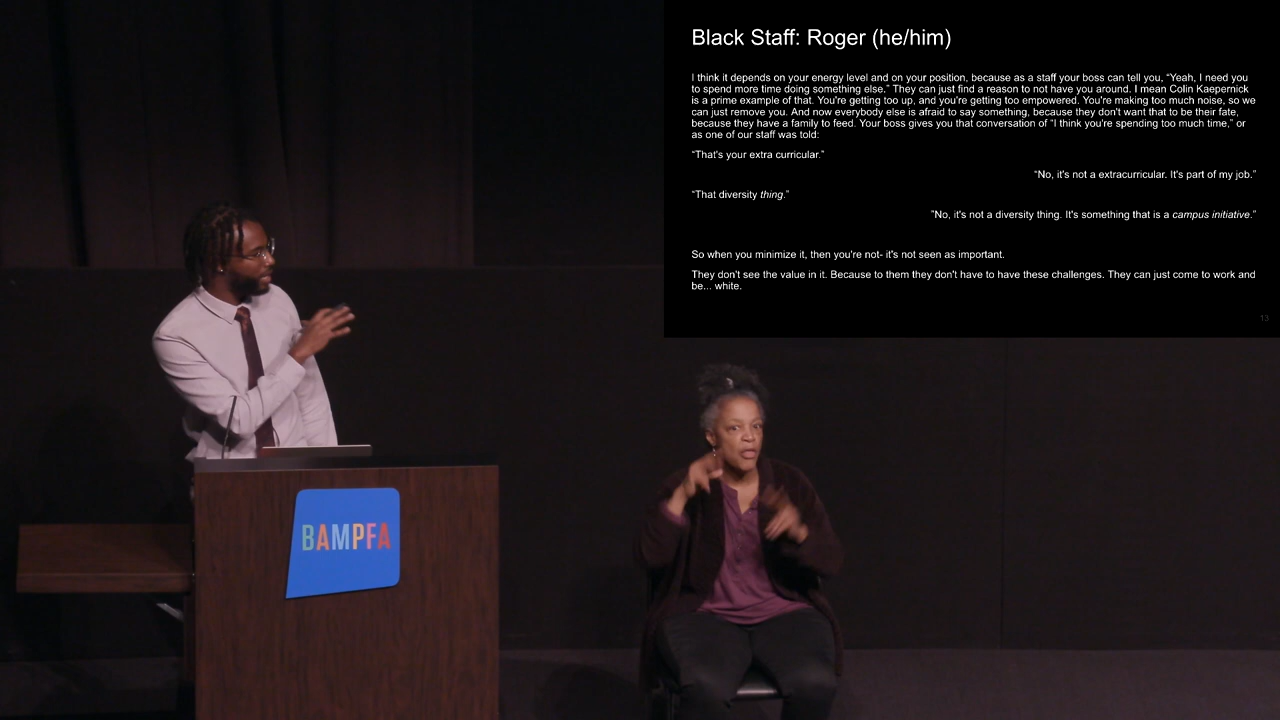 Black Staff: Roger (he/him)
I think it depends on your energy level and on your position, because as a staff your boss can tell you, “Yeah, I need you
to spend more time doing something else.” They can just find a reason to not have you around. I mean Colin Kaepernick
is a prime example of that. You're getting too up, and you're getting too empowered. You're making too much noise, so we
can just remove you. And now everybody else is afraid to say something, because they don't want that to be their fate,
because they have a family to feed. Your boss gives you that conversation of “I think you're spending too much time,” or
as one of our staff was told:
“That's your extra curricular.”
“No, it's not a extracurricular. It's part of my job.”
“That diversity thing.”
”No, it's not a diversity thing. It's something that is a campus initiative.”
So when you minimize it, then you're not- it's not seen as important.
They don't see the value in it. Because to them they don't have to have these challenges. They can just come to work and
be... white.
13
BAMPFA